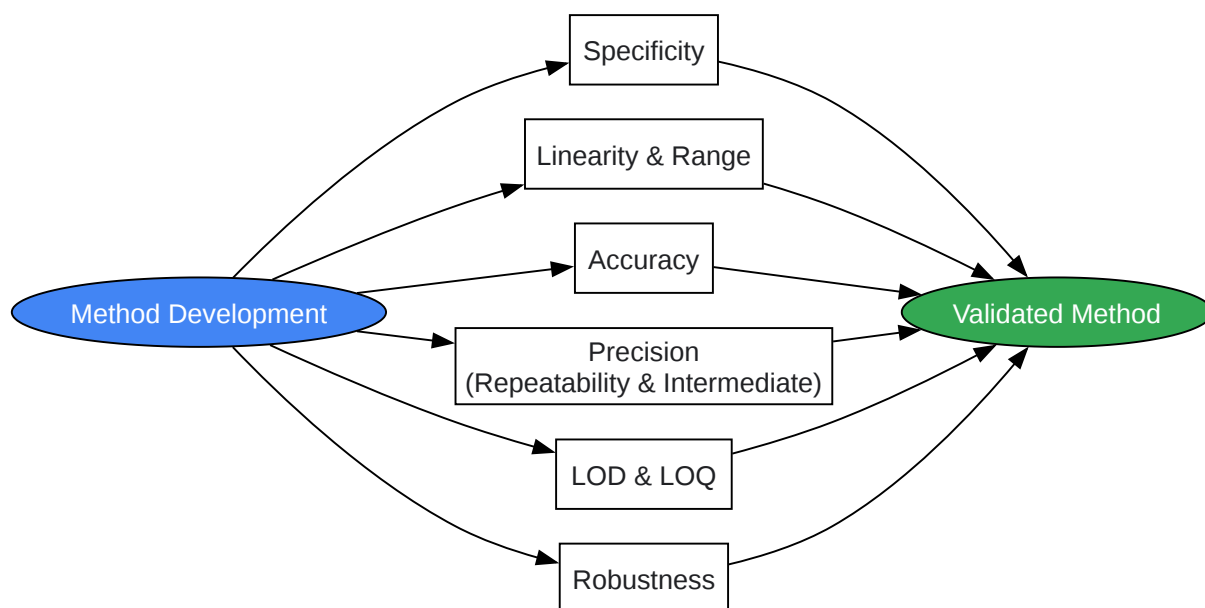 Specificity
Linearity & Range
Accuracy
Method Development
Validated Method
Precision
(Repeatability & Intermediate)
LOD & LOQ
Robustness